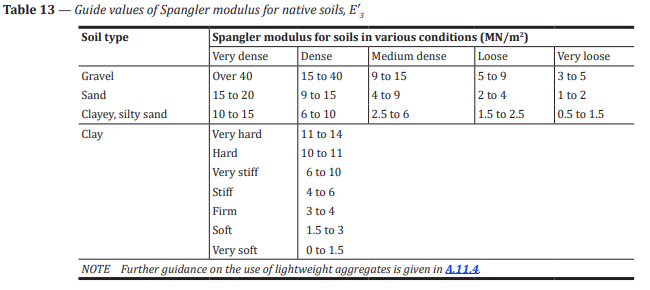 Table 13 — Guide values of Spangler modulus for native soils, E′3
Soil type Spangler modulus for soils in various conditions (MN/m²)
Very dense Dense Medium dense Loose Very loose
Gravel Over 40 15 to 40 9 to 15 5 to 9 3 to 5
Sand 15 to 20 9 to 15 4 to 9 2 to 4 1 to 2
Clayey, silty sand 10 to 15 6 to 10 2.5 to 6 1.5 to 2.5 0.5 to 1.5
Clay Very hard 11 to 14
Hard 10 to 11
Very stiff 6 to 10
Stiff 4 to 6
Firm 3 to 4
Soft 1.5 to 3
Very soft 0 to 1.5
NOTE Further guidance on the use of lightweight aggregates is given in A.11.4.